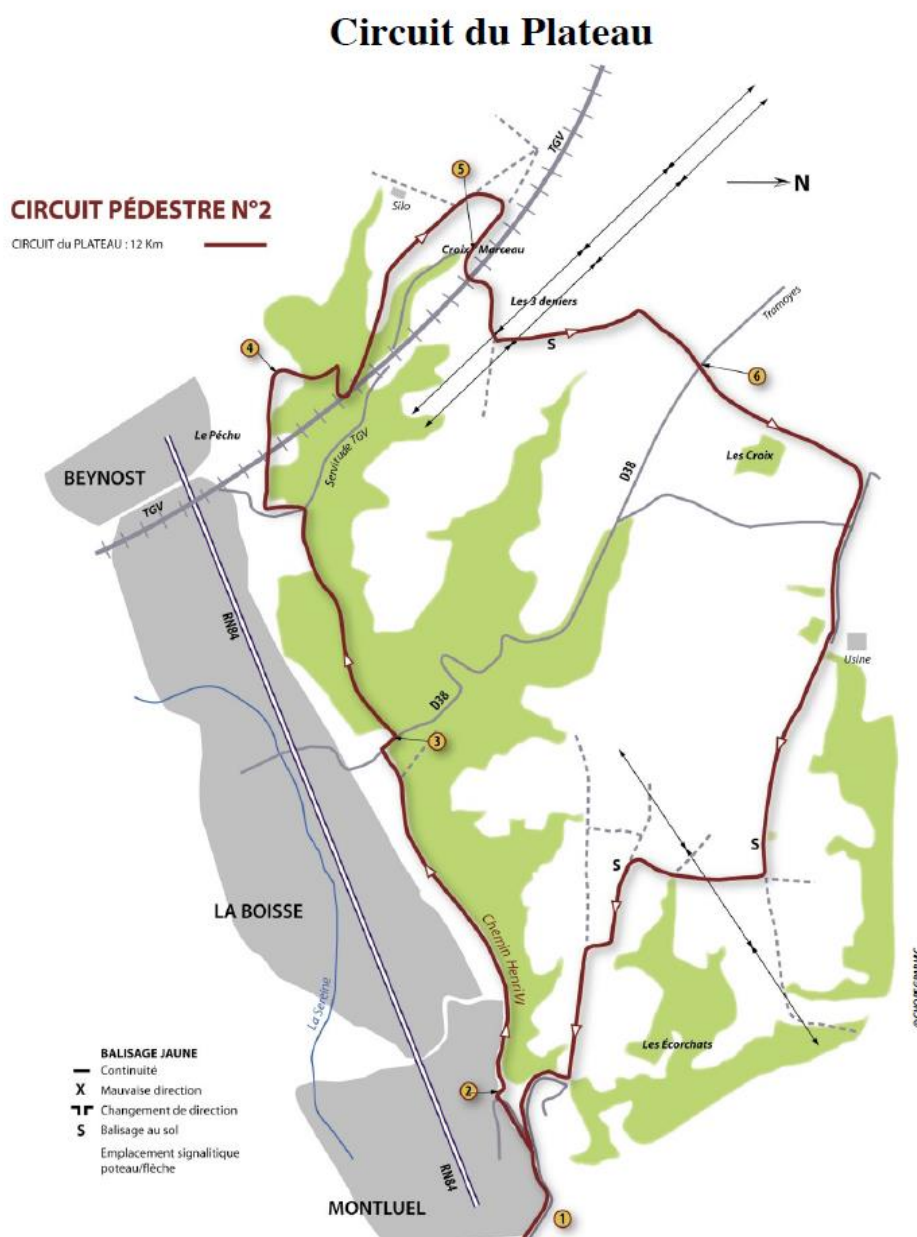 Circuit du Plateau
CIRCUIT PÉDESTRE N°2
CIRCUIT du PLATEAU : 12 Km
TGV
N
5
Silo
Croix Marceau
Les 3 deniers
Tramoyes
S
4
6
Le Péchu
Servitude TGV
Les Croix
BEYNOST
D38
TGV
RN84
Usine
D38
3
S
S
LA BOISSE
Chemin Henri VI
La Sereine
Les Écorchats
BALISAGE JAUNE
Continuité
X Mauvaise direction
Changement de direction
S Balisage au sol
Emplacement signalitique
poteau/flèche
2
RN84
MONTLUEL
1